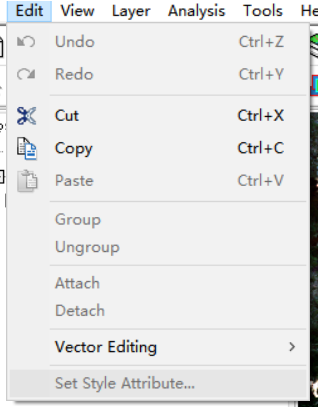 Edit View Layer Analysis Tools He
Undo Ctrl+Z
Redo Ctrl+Y
Cut Ctrl+X
Copy Ctrl+C
Paste Ctrl+V
Group
Ungroup
Attach
Detach
Vector Editing
Set Style Attribute...